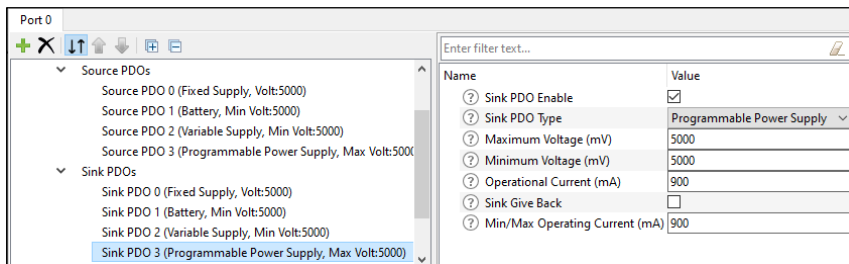 Port 0
Source PDOs
Source PDO 0 (Fixed Supply, Volt:5000)
Source PDO 1 (Battery, Min Volt:5000)
Source PDO 2 (Variable Supply, Min Volt:5000)
Source PDO 3 (Programmable Power Supply, Max Volt:5000
Sink PDOs
Sink PDO 0 (Fixed Supply, Volt:5000)
Sink PDO 1 (Battery, Min Volt:5000)
Sink PDO 2 (Variable Supply, Min Volt:5000)
Sink PDO 3 (Programmable Power Supply, Max Volt:5000)
Enter filter text...
Name Value
Sink PDO Enable
Sink PDO Type Programmable Power Supply
Maximum Voltage (mV) 5000
Minimum Voltage (mV) 5000
Operational Current (mA) 900
Sink Give Back
Min/Max Operating Current (mA) 900